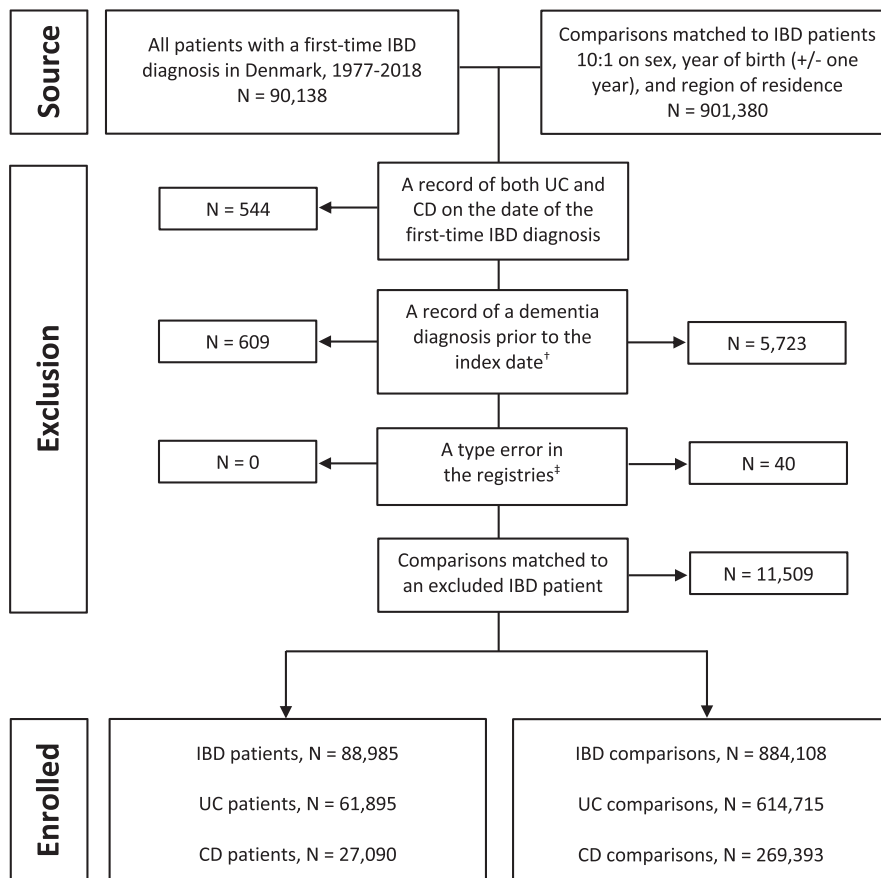 Source
All patients with a first-time IBD
diagnosis in Denmark, 1977-2018
N = 90,138
Comparisons matched to IBD patients
10:1 on sex, year of birth (+/- one
year), and region of residence
N = 901,380
Exclusion
A record of both UC and
CD on the date of the
first-time IBD diagnosis
N = 544
A record of a dementia
diagnosis prior to the
index date†
N = 609
N = 5,723
A type error in
the registries‡
N = 0
N = 40
Comparisons matched to
an excluded IBD patient
N = 11,509
Enrolled
IBD patients, N = 88,985
UC patients, N = 61,895
CD patients, N = 27,090
IBD comparisons, N = 884,108
UC comparisons, N = 614,715
CD comparisons, N = 269,393